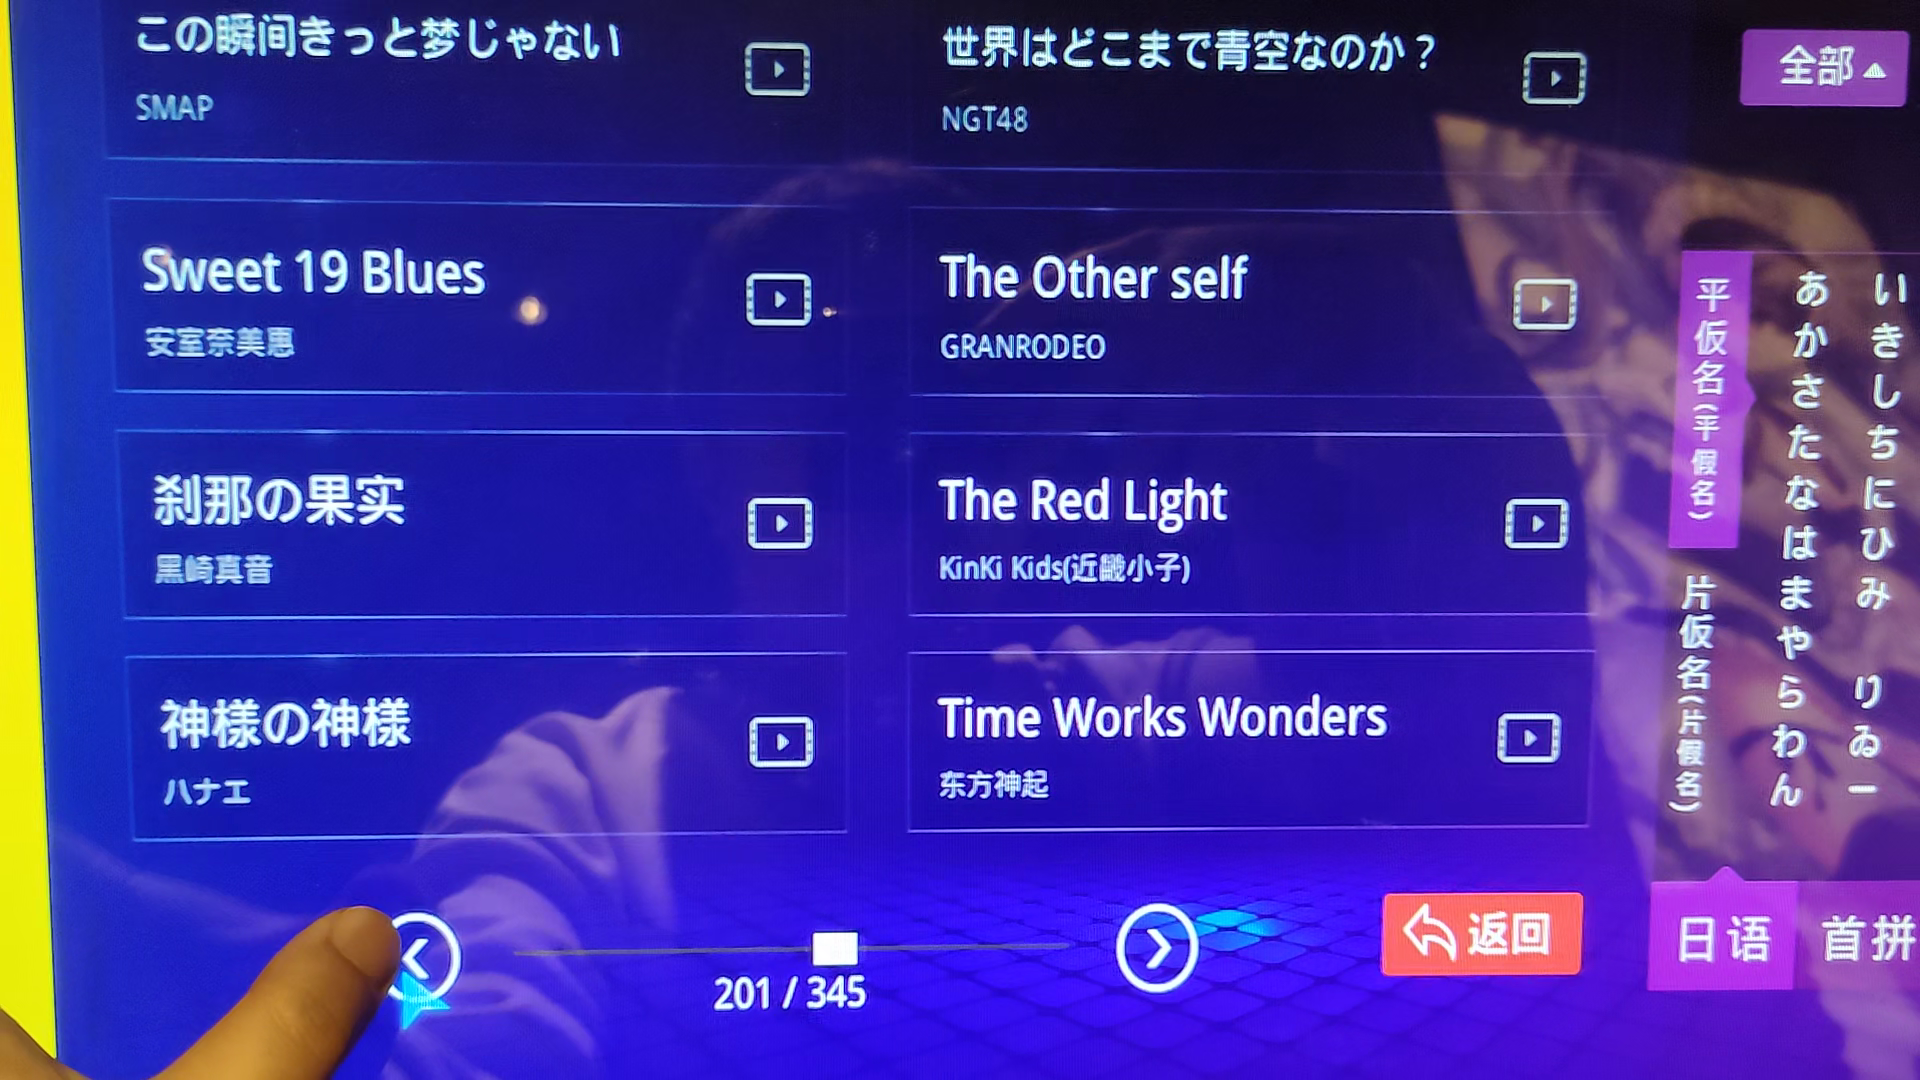 この瞬间きっと梦じゃない
SMAP
世界はどこまで青空なのか？
NGT48
Sweet 19 Blues
安室奈美恵
The Other self
GRANRODEO
刹那の果实
黒崎真音
The Red Light
KinKi Kids(近畿小子)
神様の神様
ハナエ
Time Works Wonders
东方神起
201 / 345
返回
全部
平仮名(平假名)
片仮名(片假名)
あかさたなはまやらわん
いきしちにひみ りゐー
日语
首拼